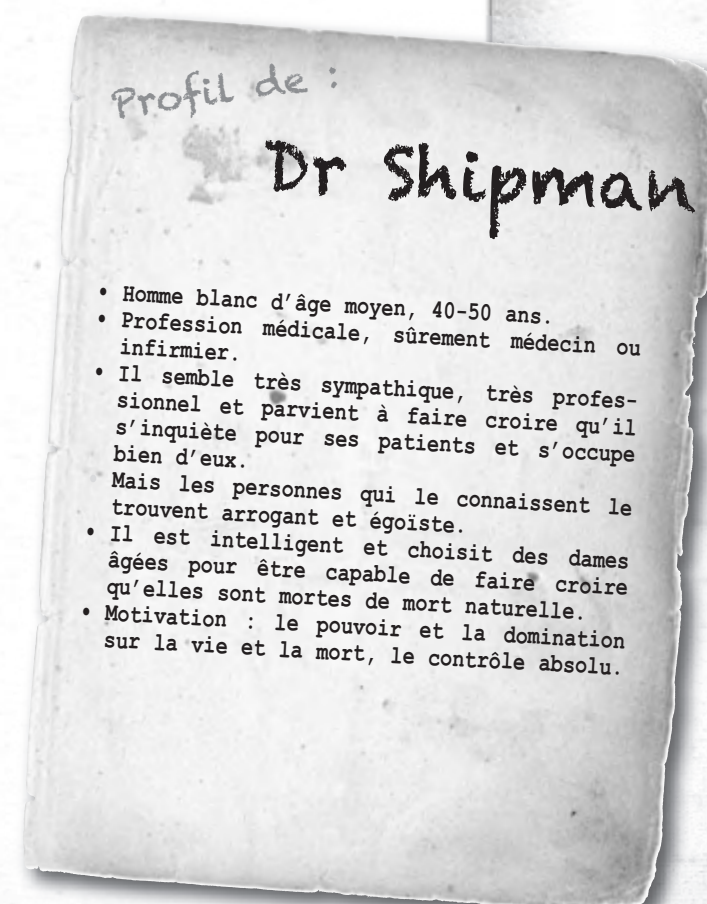 Profil de :
Dr Shipman
• Homme blanc d'âge moyen, 40-50 ans.
• Profession médicale, sûrement médecin ou
infirmier.
• Il semble très sympathique, très profes-
sionnel et parvient à faire croire qu'il
s'inquiète pour ses patients et s'occupe
bien d'eux.
Mais les personnes qui le connaissent le
trouvent arrogant et égoïste.
• Il est intelligent et choisit des dames
âgées pour être capable de faire croire
qu'elles sont mortes de mort naturelle.
• Motivation : le pouvoir et la domination
sur la vie et la mort, le contrôle absolu.